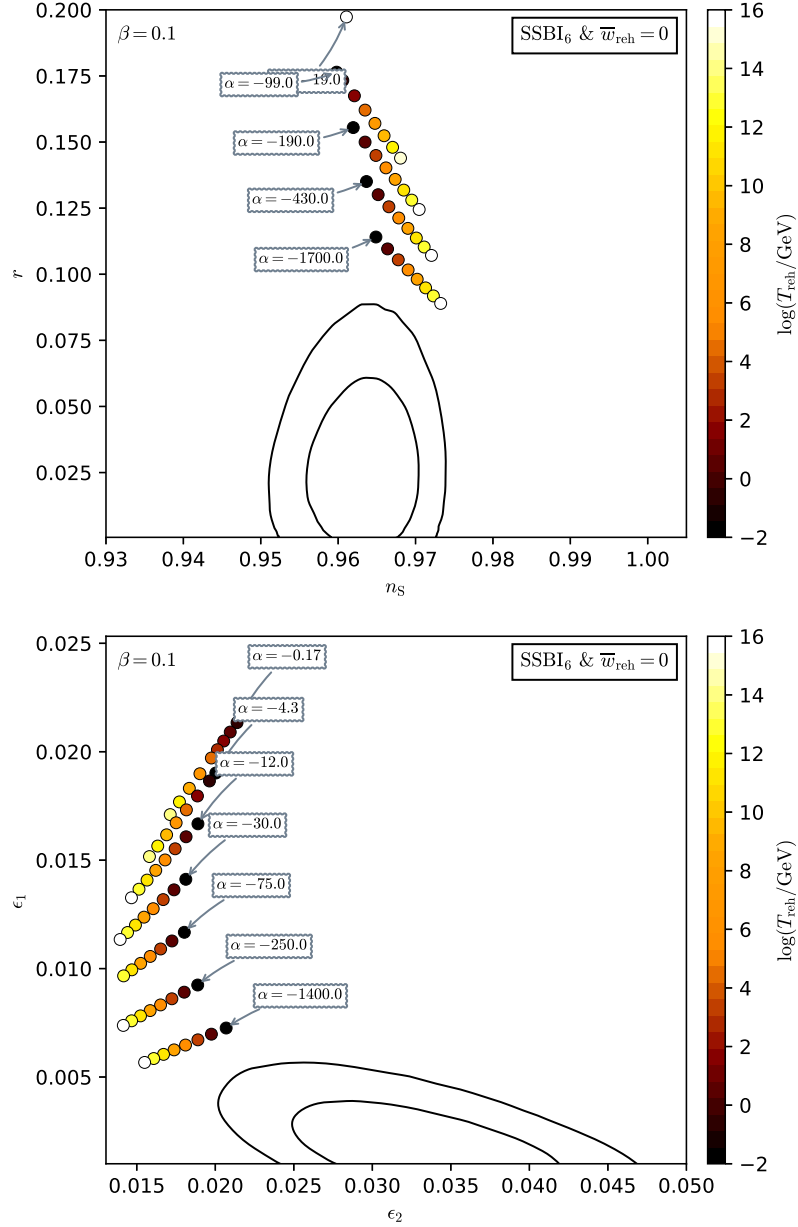 β = 0.1
SSBI₆ & w̅ᵣₑₕ = 0
0.200
0.175
0.150
0.125
0.100
0.075
0.050
0.025
r
α = −99.0
19.0
α = −190.0
α = −430.0
α = −1700.0
0.93 0.94 0.95 0.96 0.97 0.98 0.99 1.00
n_S
16
14
12
10
8
6
4
2
0
−2
log(T_reh/GeV)
β = 0.1
SSBI₆ & w̅ᵣₑₕ = 0
0.025
0.020
0.015
0.010
0.005
ϵ₁
α = −0.17
α = −4.3
α = −12.0
α = −30.0
α = −75.0
α = −250.0
α = −1400.0
0.015 0.020 0.025 0.030 0.035 0.040 0.045 0.050
ϵ₂
16
14
12
10
8
6
4
2
0
−2
log(T_reh/GeV)